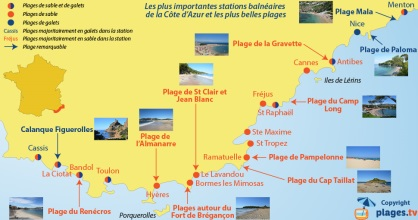 Les plus importantes stations balnéaires
de la Côte d'Azur et les plus belles plages
Plages de sable et de galets
Plages de sable
Plages de galets
Cassis Plages majoritairement en galets dans la station
Fréjus Plages majoritairement en sable dans la station
Plage remarquable
Plage Mala
Menton
Nice
Plage de Paloma
Plage de la Gravette
Cannes
Antibes
Iles de Lérins
Plage de St Clair et
Jean Blanc
Fréjus
St Raphaël
Plage du Camp
Long
Calanque Figuerolles
Plage de
l'Almanarre
Ste Maxime
St Tropez
Cassis
La Ciotat
Bandol
Toulon
Ramatuelle
Plage de Pampelonne
Hyères
Le Lavandou
Bormes les Mimosas
Plage du Cap Taillat
Plage du Renécros
Porquerolles
Plages autour du
Fort de Brégançon
Copyright
plages.tv